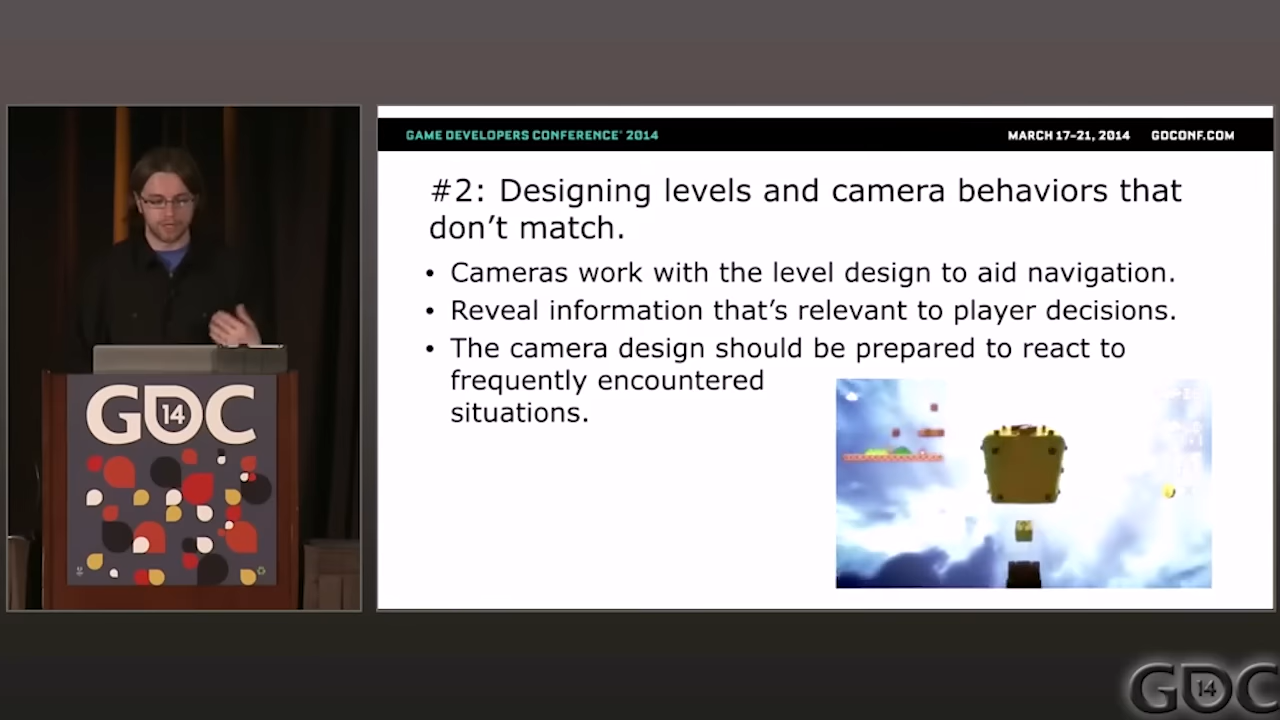 GAME DEVELOPERS CONFERENCE® 2014
MARCH 17–21, 2014 GDCONF.COM
#2: Designing levels and camera behaviors that
don’t match.
• Cameras work with the level design to aid navigation.
• Reveal information that’s relevant to player decisions.
• The camera design should be prepared to react to
frequently encountered
situations.
GDC
14
GDC
14